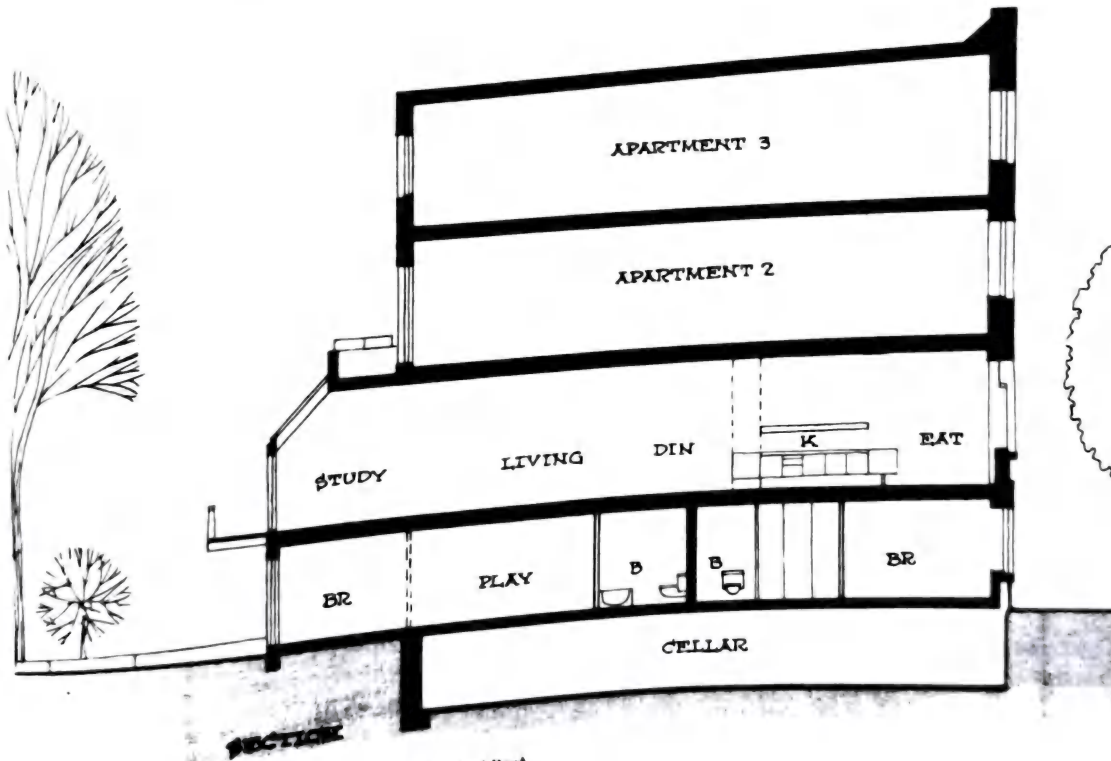 APARTMENT 3
APARTMENT 2
STUDY LIVING DIN K EAT
BR PLAY B B BR
CELLAR
SECTION